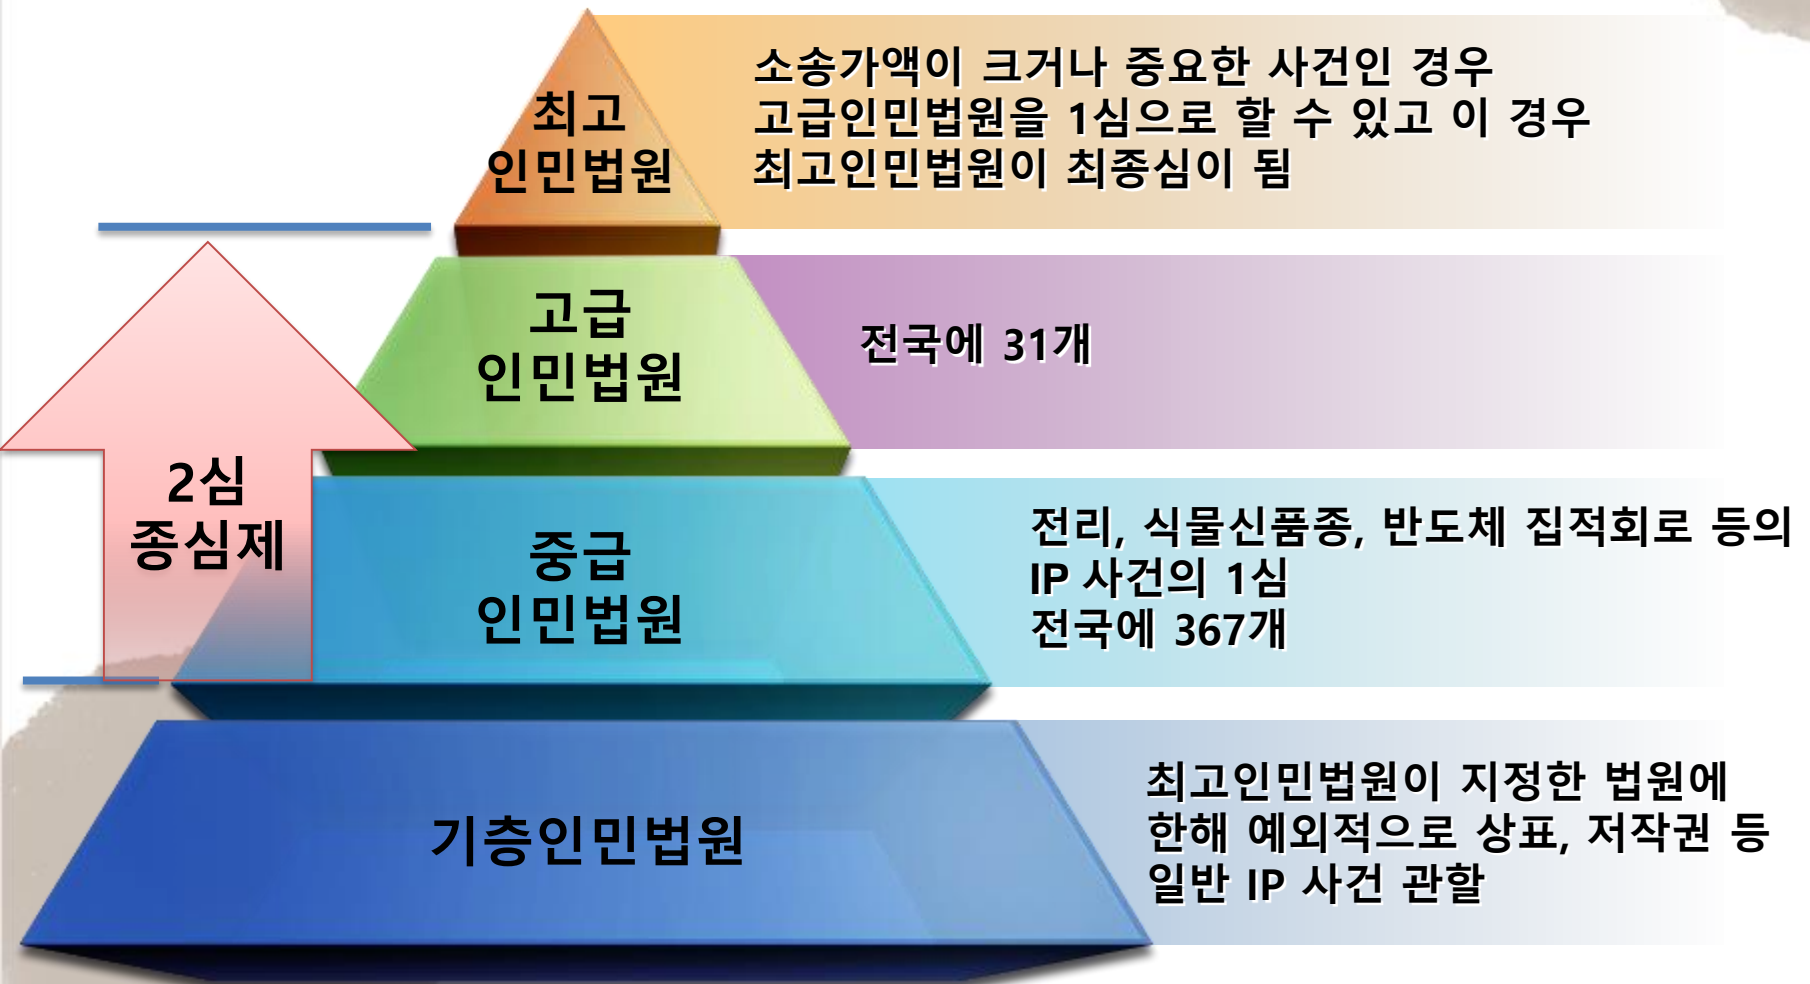 최고
인민법원
소송가액이 크거나 중요한 사건인 경우
고급인민법원을 1심으로 할 수 있고 이 경우
최고인민법원이 최종심이 됨
고급
인민법원
전국에 31개
2심
종심제
중급
인민법원
전리, 식물신품종, 반도체 집적회로 등의
IP 사건의 1심
전국에 367개
기층인민법원
최고인민법원이 지정한 법원에
한해 예외적으로 상표, 저작권 등
일반 IP 사건 관할